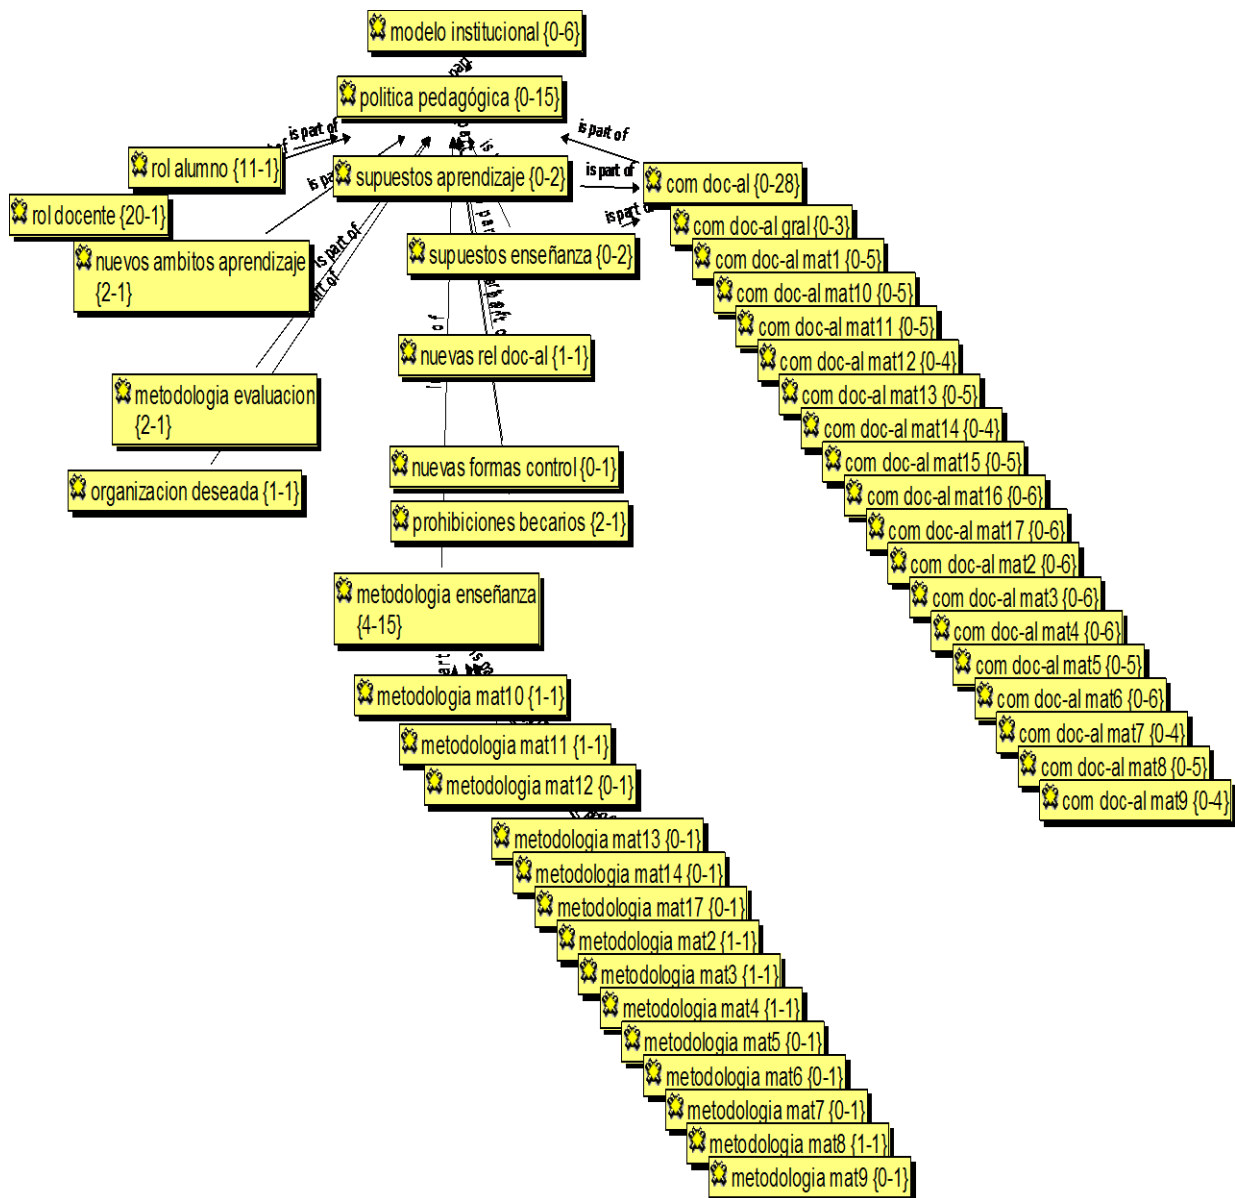 modelo institucional {0-6}
politica pedagógica {0-15}
is part of
is part of
rol alumno {11-1}
supuestos aprendizaje {0-2}
is part of
com doc-al {0-28}
rol docente {20-1}
is part of
com doc-al gral {0-3}
nuevos ambitos aprendizaje
{2-1}
supuestos enseñanza {0-2}
com doc-al mat1 {0-5}
is part of
com doc-al mat10 {0-5}
com doc-al mat11 {0-5}
nuevas rel doc-al {1-1}
com doc-al mat12 {0-4}
metodologia evaluacion
{2-1}
com doc-al mat13 {0-5}
com doc-al mat14 {0-4}
nuevas formas control {0-1}
com doc-al mat15 {0-5}
organizacion deseada {1-1}
com doc-al mat16 {0-6}
prohibiciones becarios {2-1}
com doc-al mat17 {0-6}
com doc-al mat2 {0-6}
metodologia enseñanza
{4-15}
com doc-al mat3 {0-6}
com doc-al mat4 {0-6}
com doc-al mat5 {0-5}
metodologia mat10 {1-1}
com doc-al mat6 {0-6}
com doc-al mat7 {0-4}
metodologia mat11 {1-1}
com doc-al mat8 {0-5}
metodologia mat12 {0-1}
com doc-al mat9 {0-4}
metodologia mat13 {0-1}
metodologia mat14 {0-1}
metodologia mat17 {0-1}
metodologia mat2 {1-1}
metodologia mat3 {1-1}
metodologia mat4 {1-1}
metodologia mat5 {0-1}
metodologia mat6 {0-1}
metodologia mat7 {0-1}
metodologia mat8 {1-1}
metodologia mat9 {0-1}